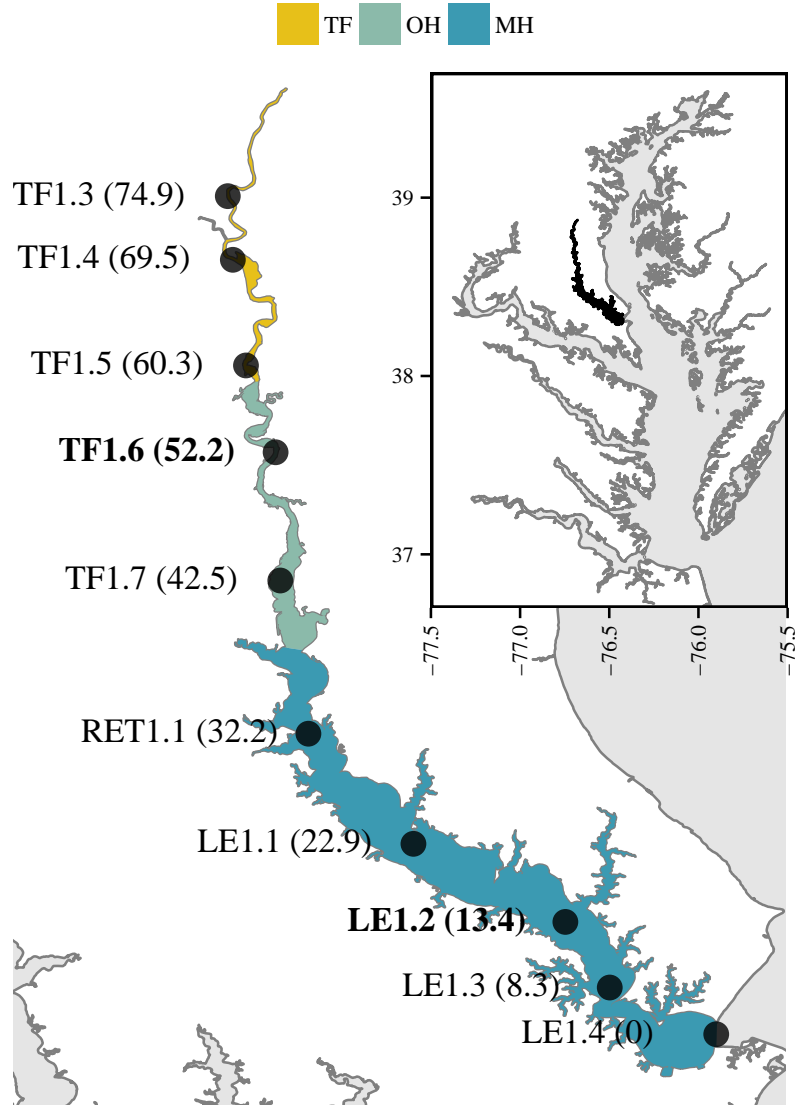 TF OH MH
TF1.3 (74.9)
TF1.4 (69.5)
TF1.5 (60.3)
TF1.6 (52.2)
TF1.7 (42.5)
RET1.1 (32.2)
LE1.1 (22.9)
LE1.2 (13.4)
LE1.3 (8.3)
LE1.4 (0)
39
38
37
−77.5
−77.0
−76.5
−76.0
−75.5